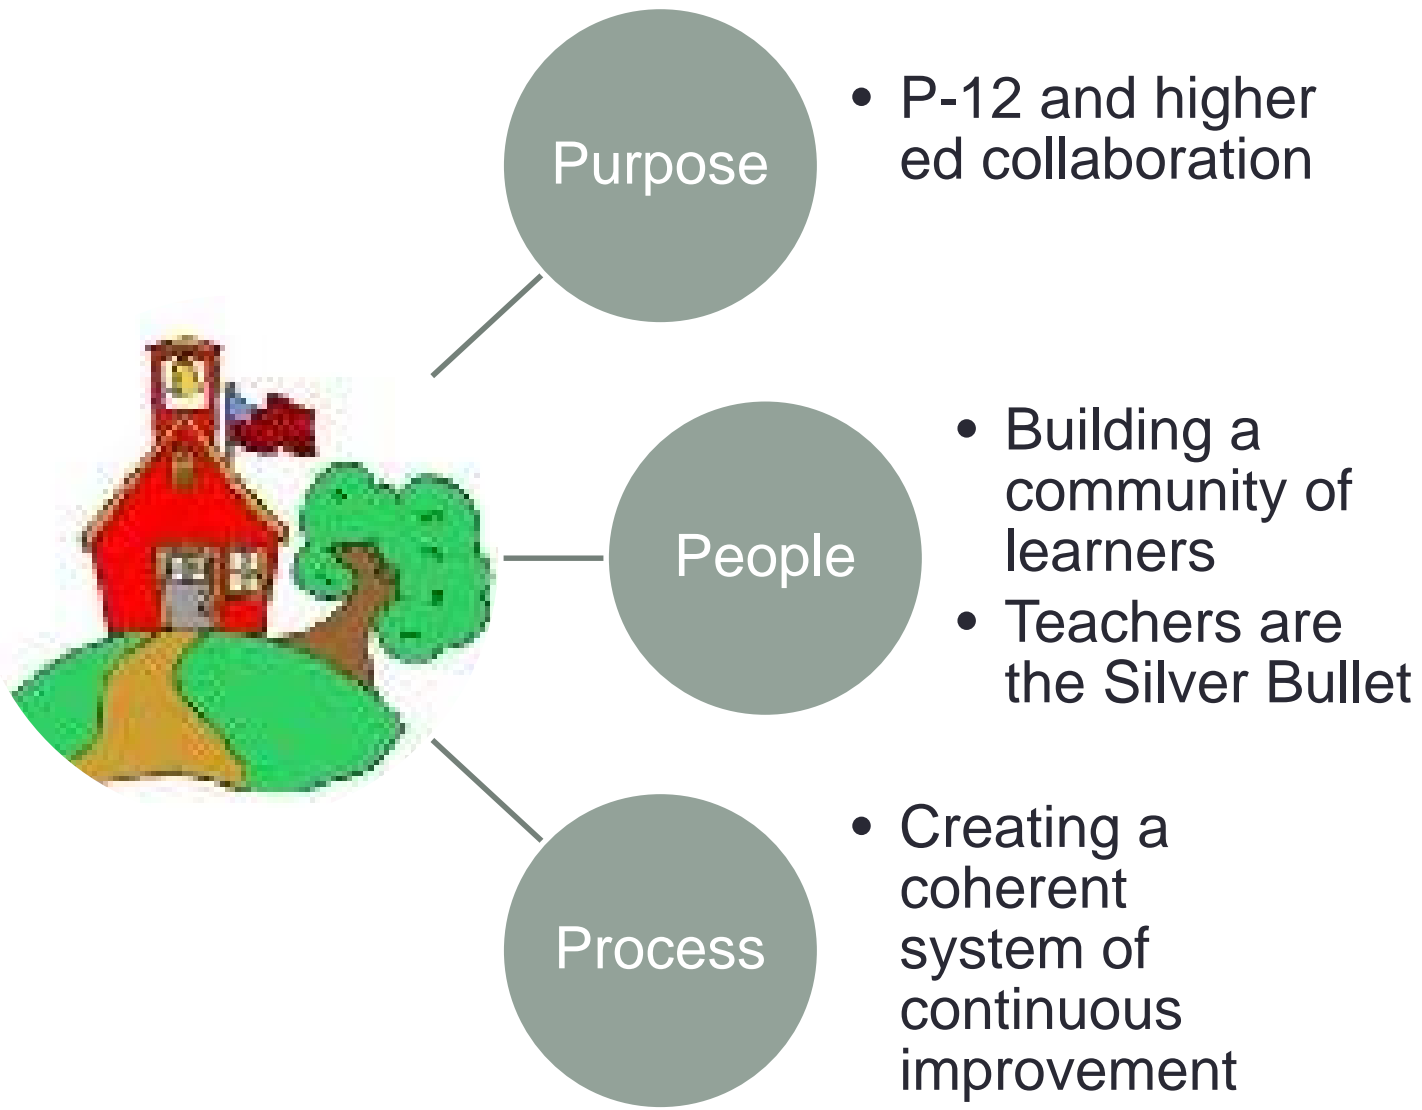 Purpose
• P-12 and higher
ed collaboration
People
• Building a
community of
learners
• Teachers are
the Silver Bullet
Process
• Creating a
coherent
system of
continuous
improvement